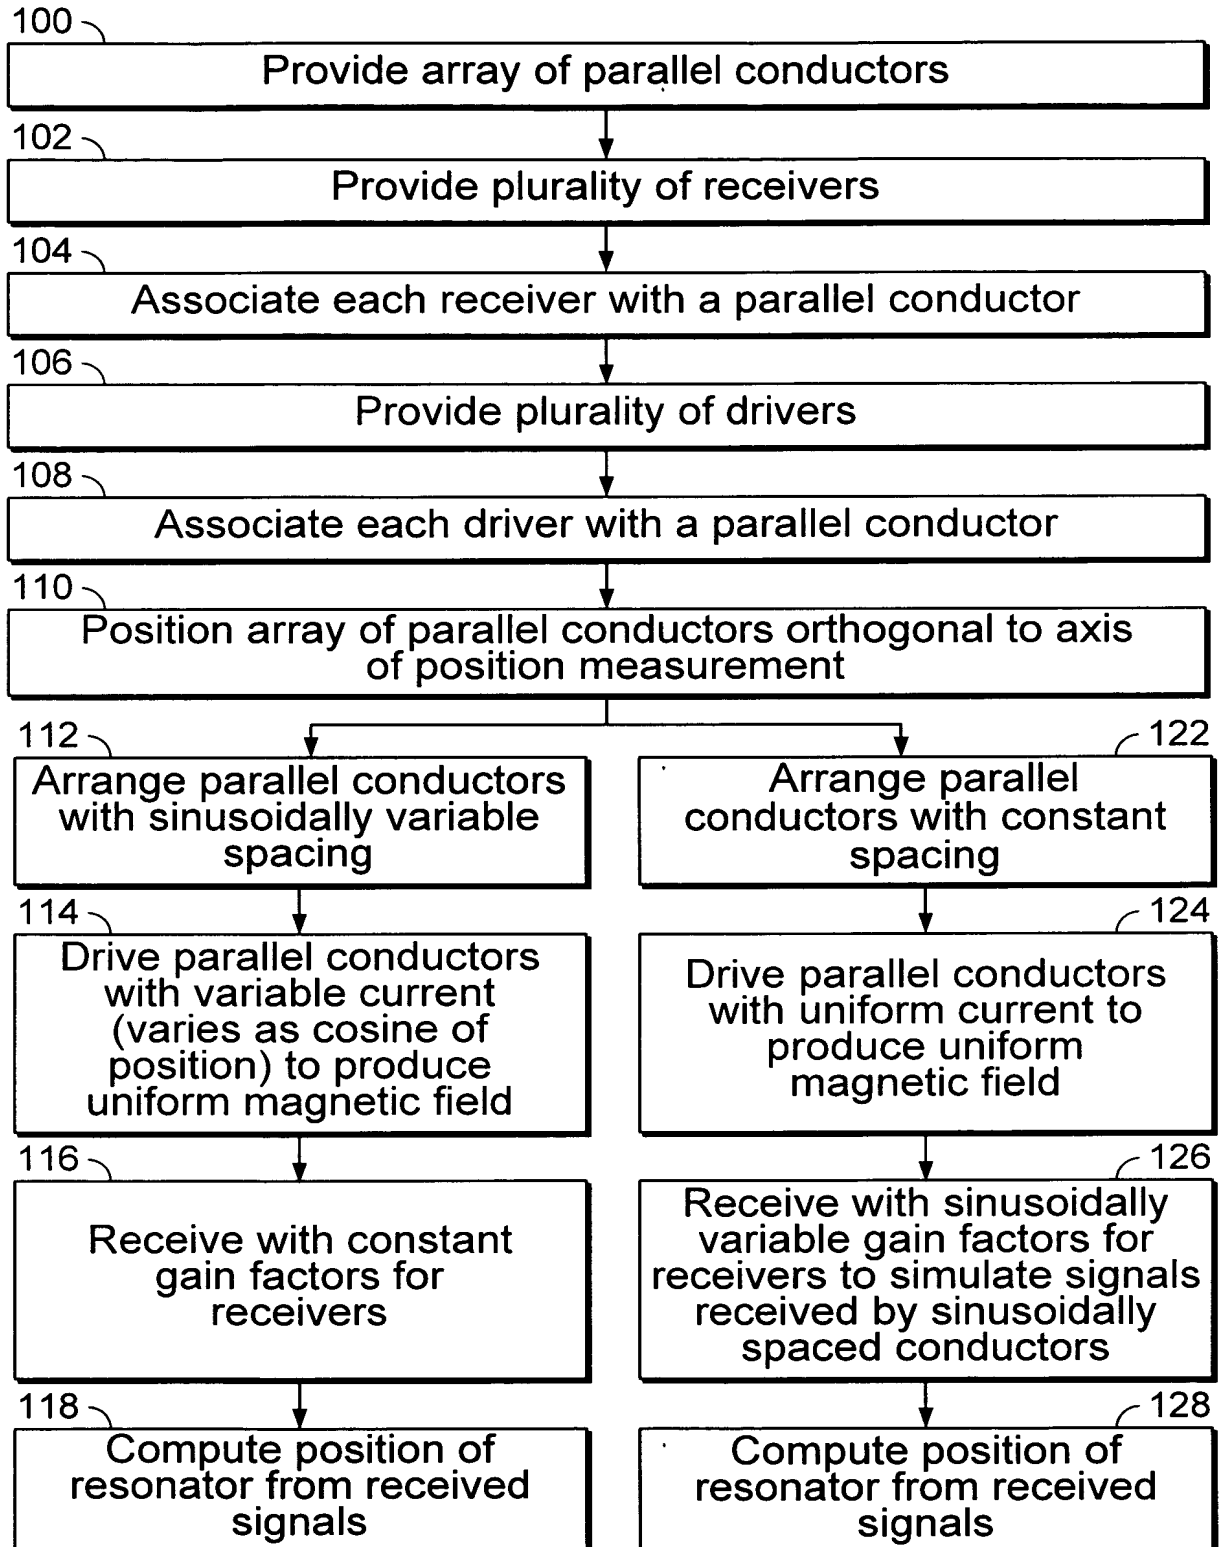 100
Provide array of parallel conductors
102
Provide plurality of receivers
104
Associate each receiver with a parallel conductor
106
Provide plurality of drivers
108
Associate each driver with a parallel conductor
110
Position array of parallel conductors orthogonal to axis
of position measurement
112
Arrange parallel conductors
with sinusoidally variable
spacing
122
Arrange parallel
conductors with constant
spacing
114
Drive parallel conductors
with variable current
(varies as cosine of
position) to produce
uniform magnetic field
124
Drive parallel conductors
with uniform current to
produce uniform
magnetic field
116
Receive with constant
gain factors for
receivers
126
Receive with sinusoidally
variable gain factors for
receivers to simulate signals
received by sinusoidally
spaced conductors
118
Compute position of
resonator from received
signals
128
Compute position of
resonator from received
signals